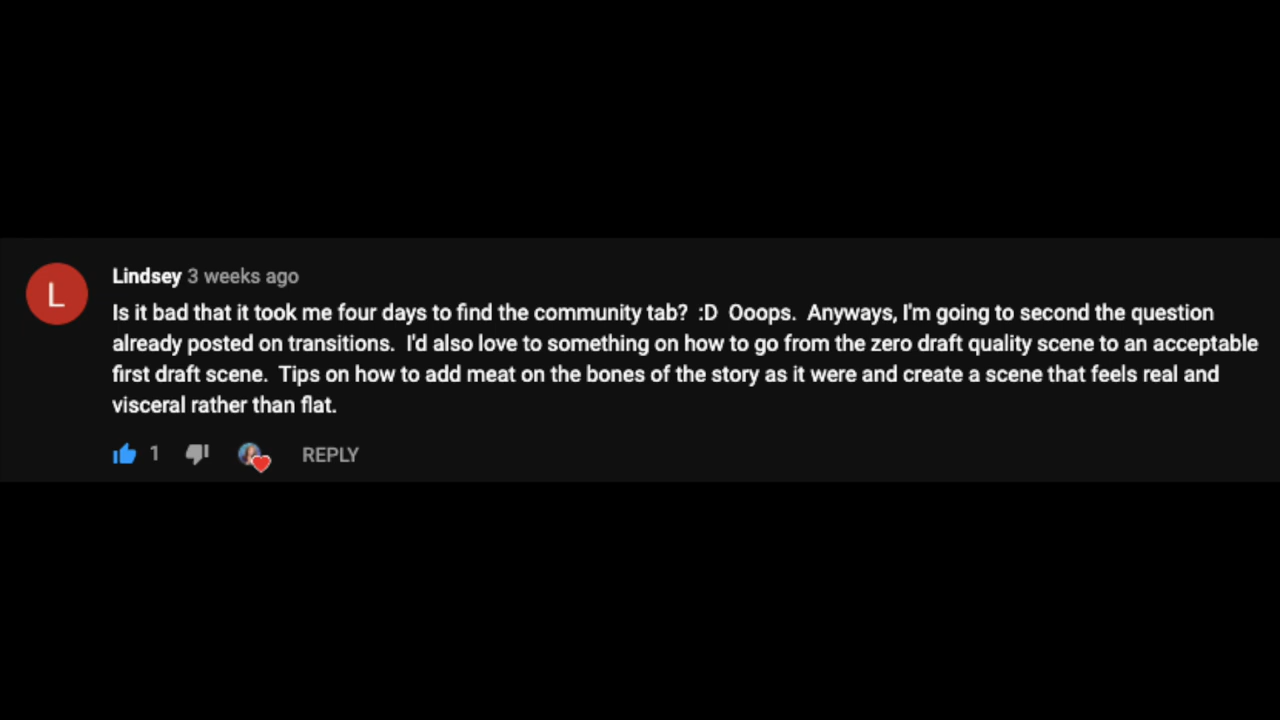 L
Lindsey 3 weeks ago
Is it bad that it took me four days to find the community tab?  :D  Ooops.  Anyways, I'm going to second the question
already posted on transitions.  I'd also love to something on how to go from the zero draft quality scene to an acceptable
first draft scene.  Tips on how to add meat on the bones of the story as it were and create a scene that feels real and
visceral rather than flat.
1 REPLY